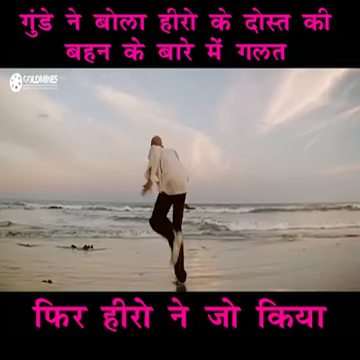 गुंडे ने बोला हीरो के दोस्त की
बहन के बारे में गलत
GOLDMINES
फिर हीरो ने जो किया